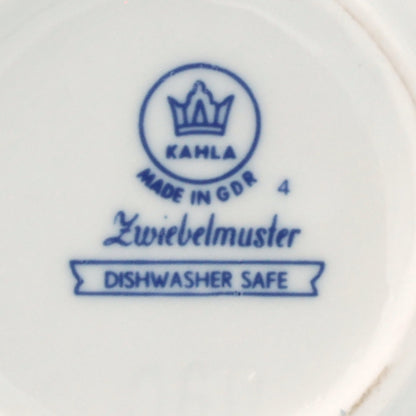 KAHLA
MADE IN GDR
4
Zwiebelmuster
DISHWASHER SAFE